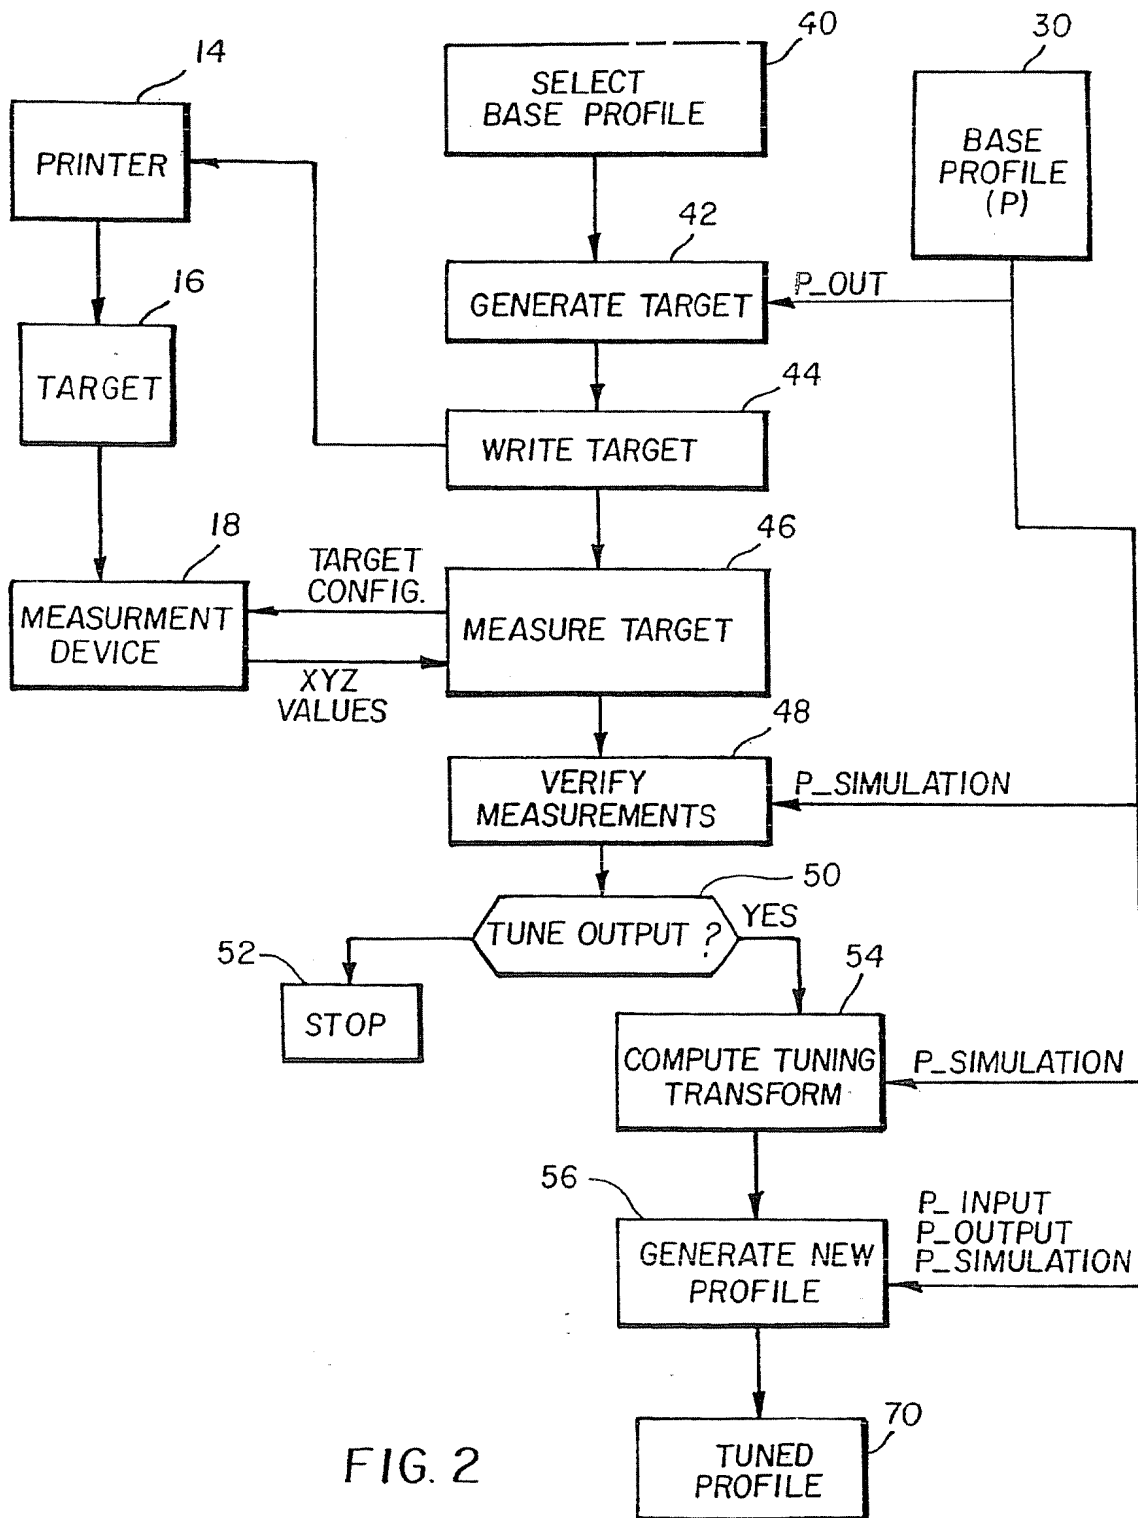 40
SELECT
BASE PROFILE
30
BASE
PROFILE
(P)
14
PRINTER
42
GENERATE TARGET
P_OUT
16
TARGET
44
WRITE TARGET
18
MEASURMENT
DEVICE
TARGET
CONFIG.
XYZ
VALUES
46
MEASURE TARGET
48
VERIFY
MEASUREMENTS
P_SIMULATION
50
TUNE OUTPUT ?
YES
52
STOP
54
COMPUTE TUNING
TRANSFORM
P_SIMULATION
56
GENERATE NEW
PROFILE
P_ INPUT
P_OUTPUT
P_SIMULATION
70
TUNED
PROFILE
FIG. 2